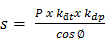 S = (P x k_dt x k_dp) / cos Ø